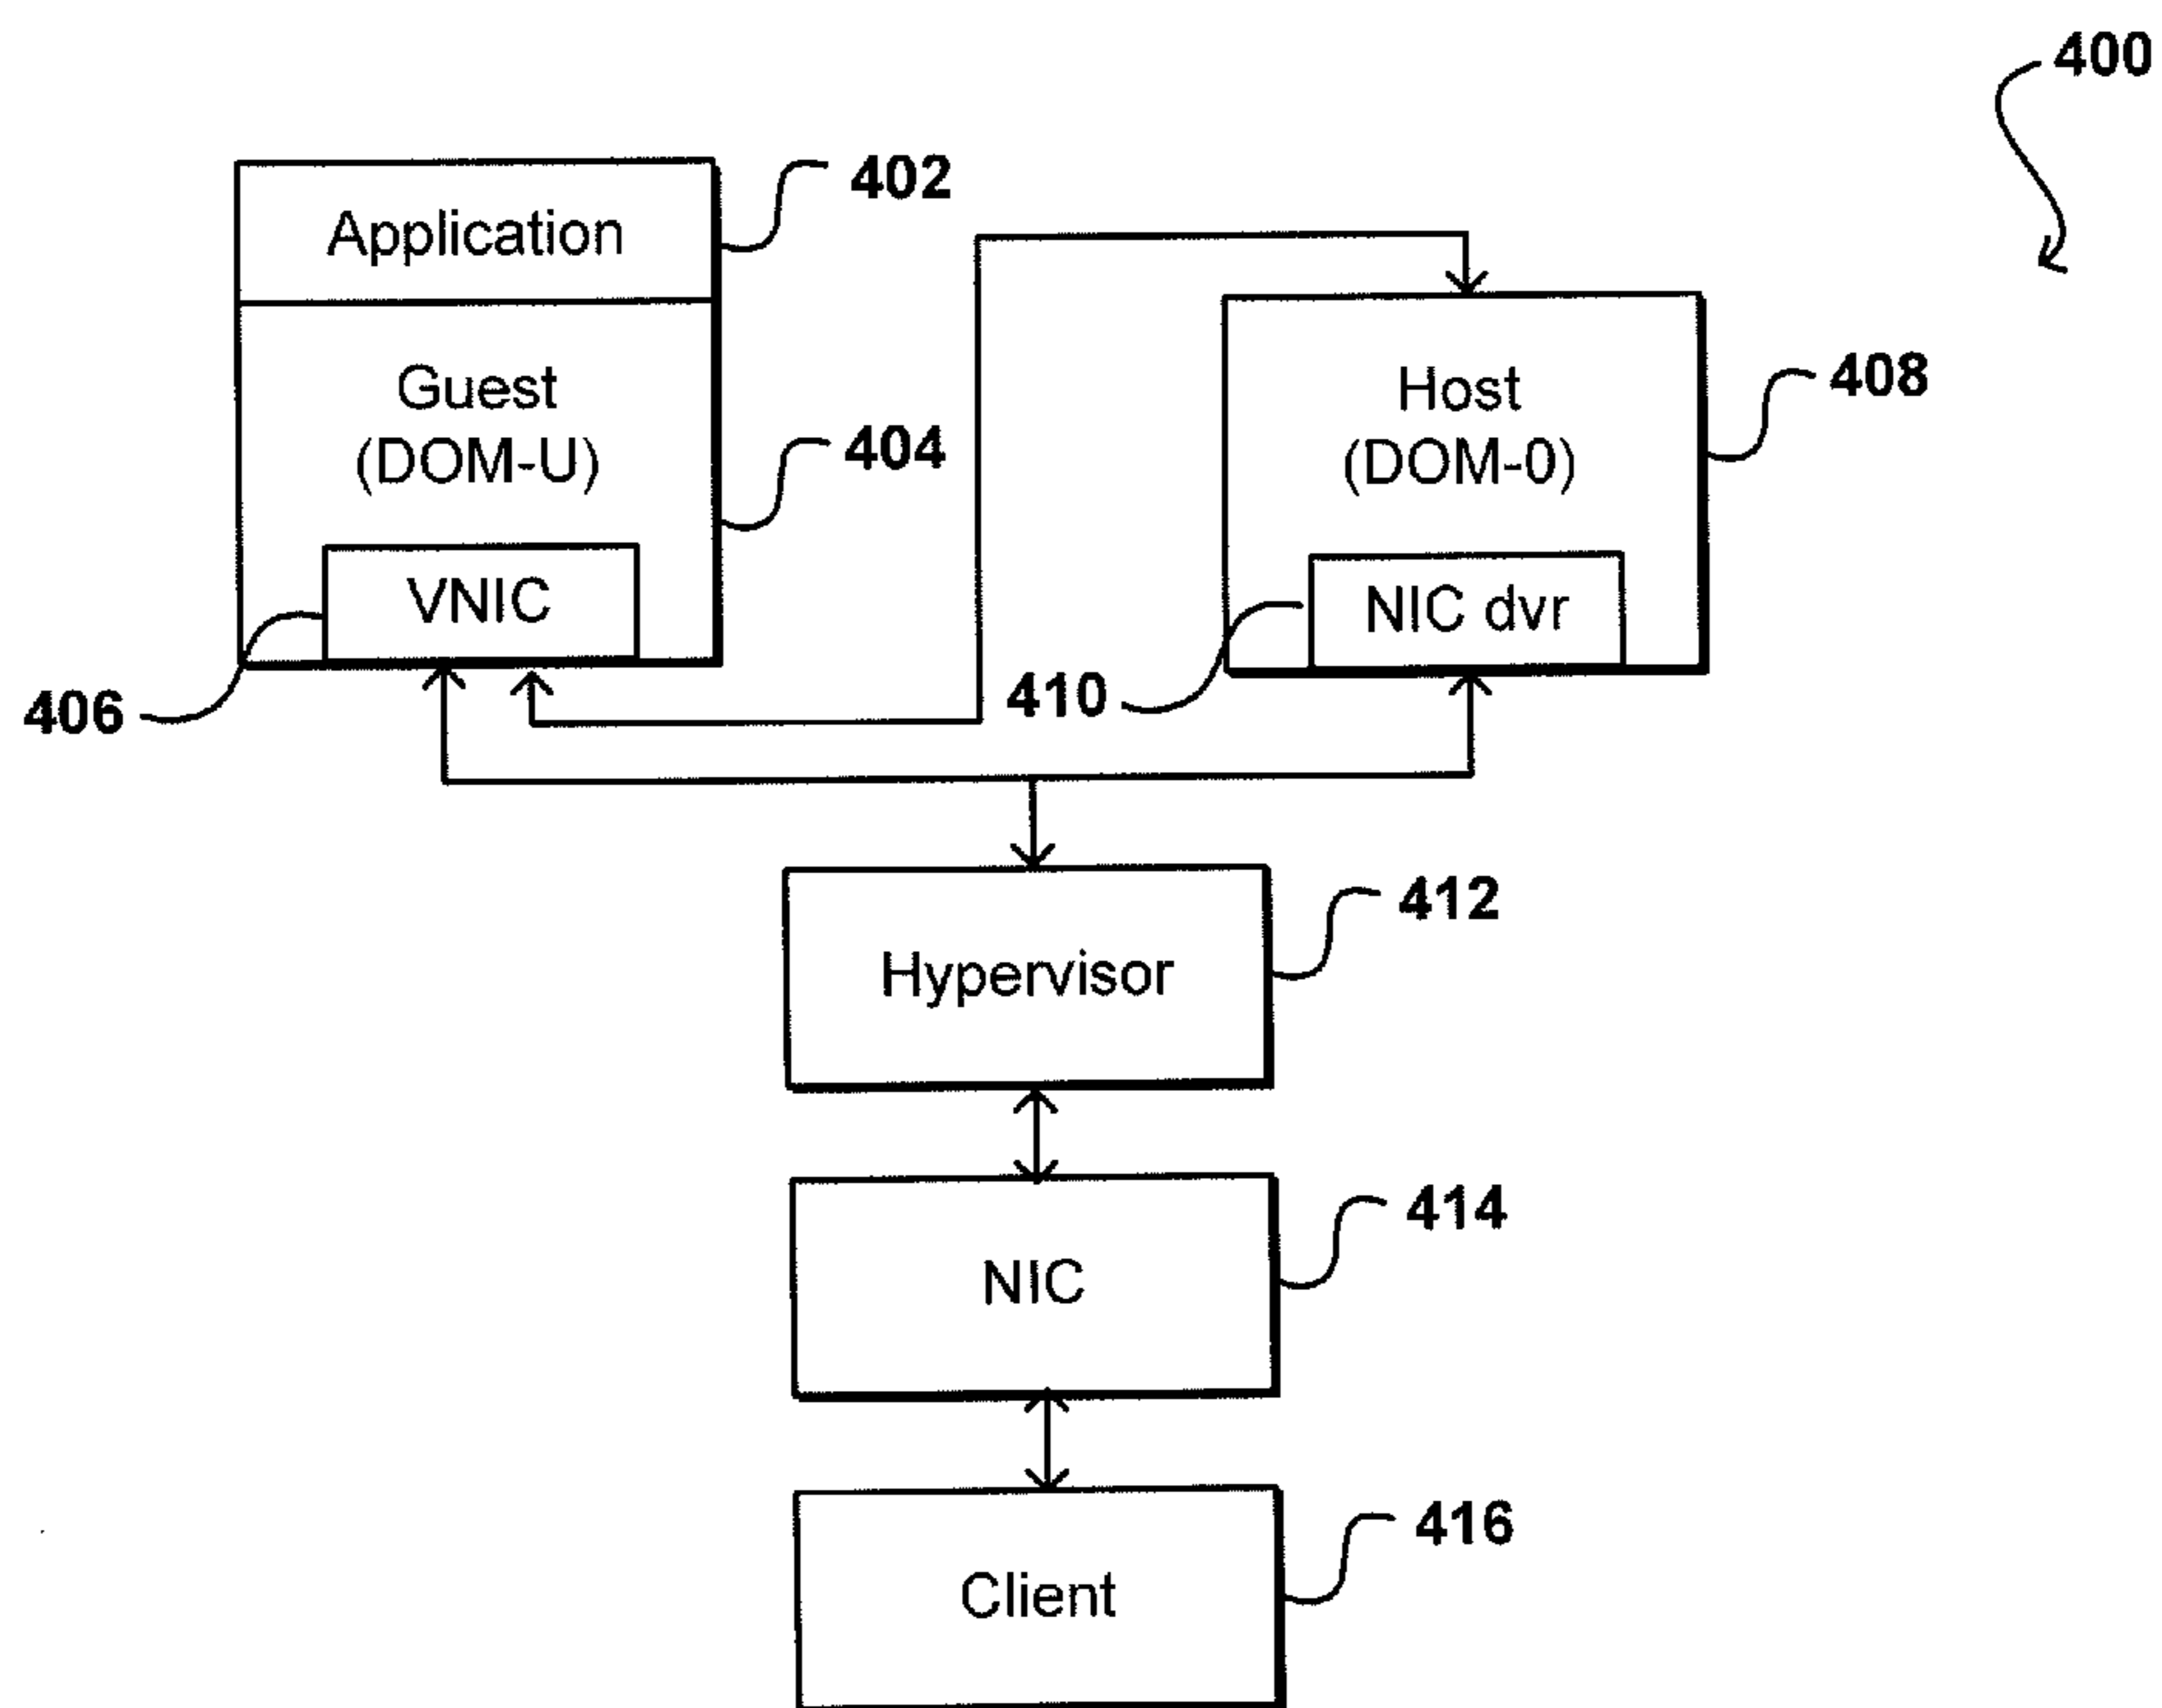 400
402
Application
Guest
(DOM-U)
404
VNIC
406
Host
(DOM-0)
408
NIC dvr
410
Hypervisor
412
NIC
414
Client
416